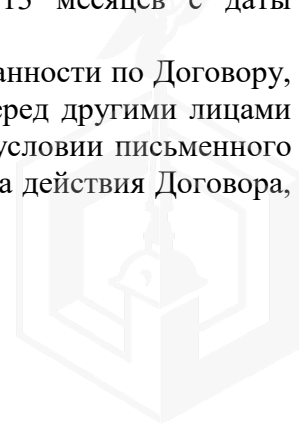 месяцев с даты
анности по Договору,
еред другими лицами
условии письменного
а действия Договора,